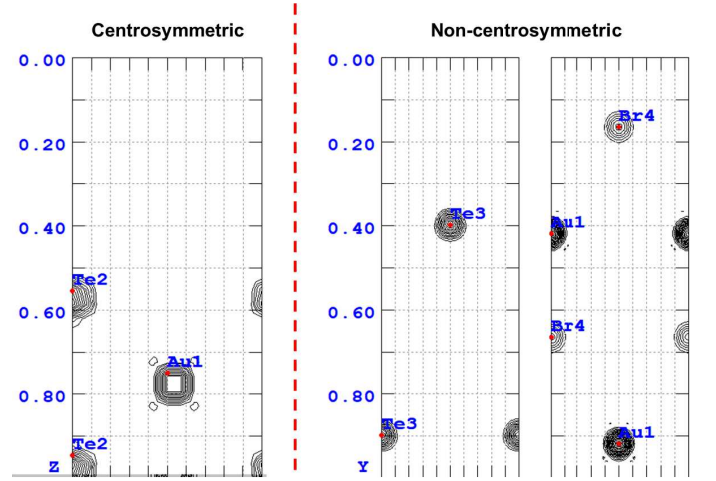 Centrosymmetric
Non-centrosymmetric
0.00
0.20
0.40
0.60
0.80
Z
Te2
Au1
Te2
0.00
0.20
0.40
0.60
0.80
Y
Te3
Te3
Br4
Au1
Br4
Au1